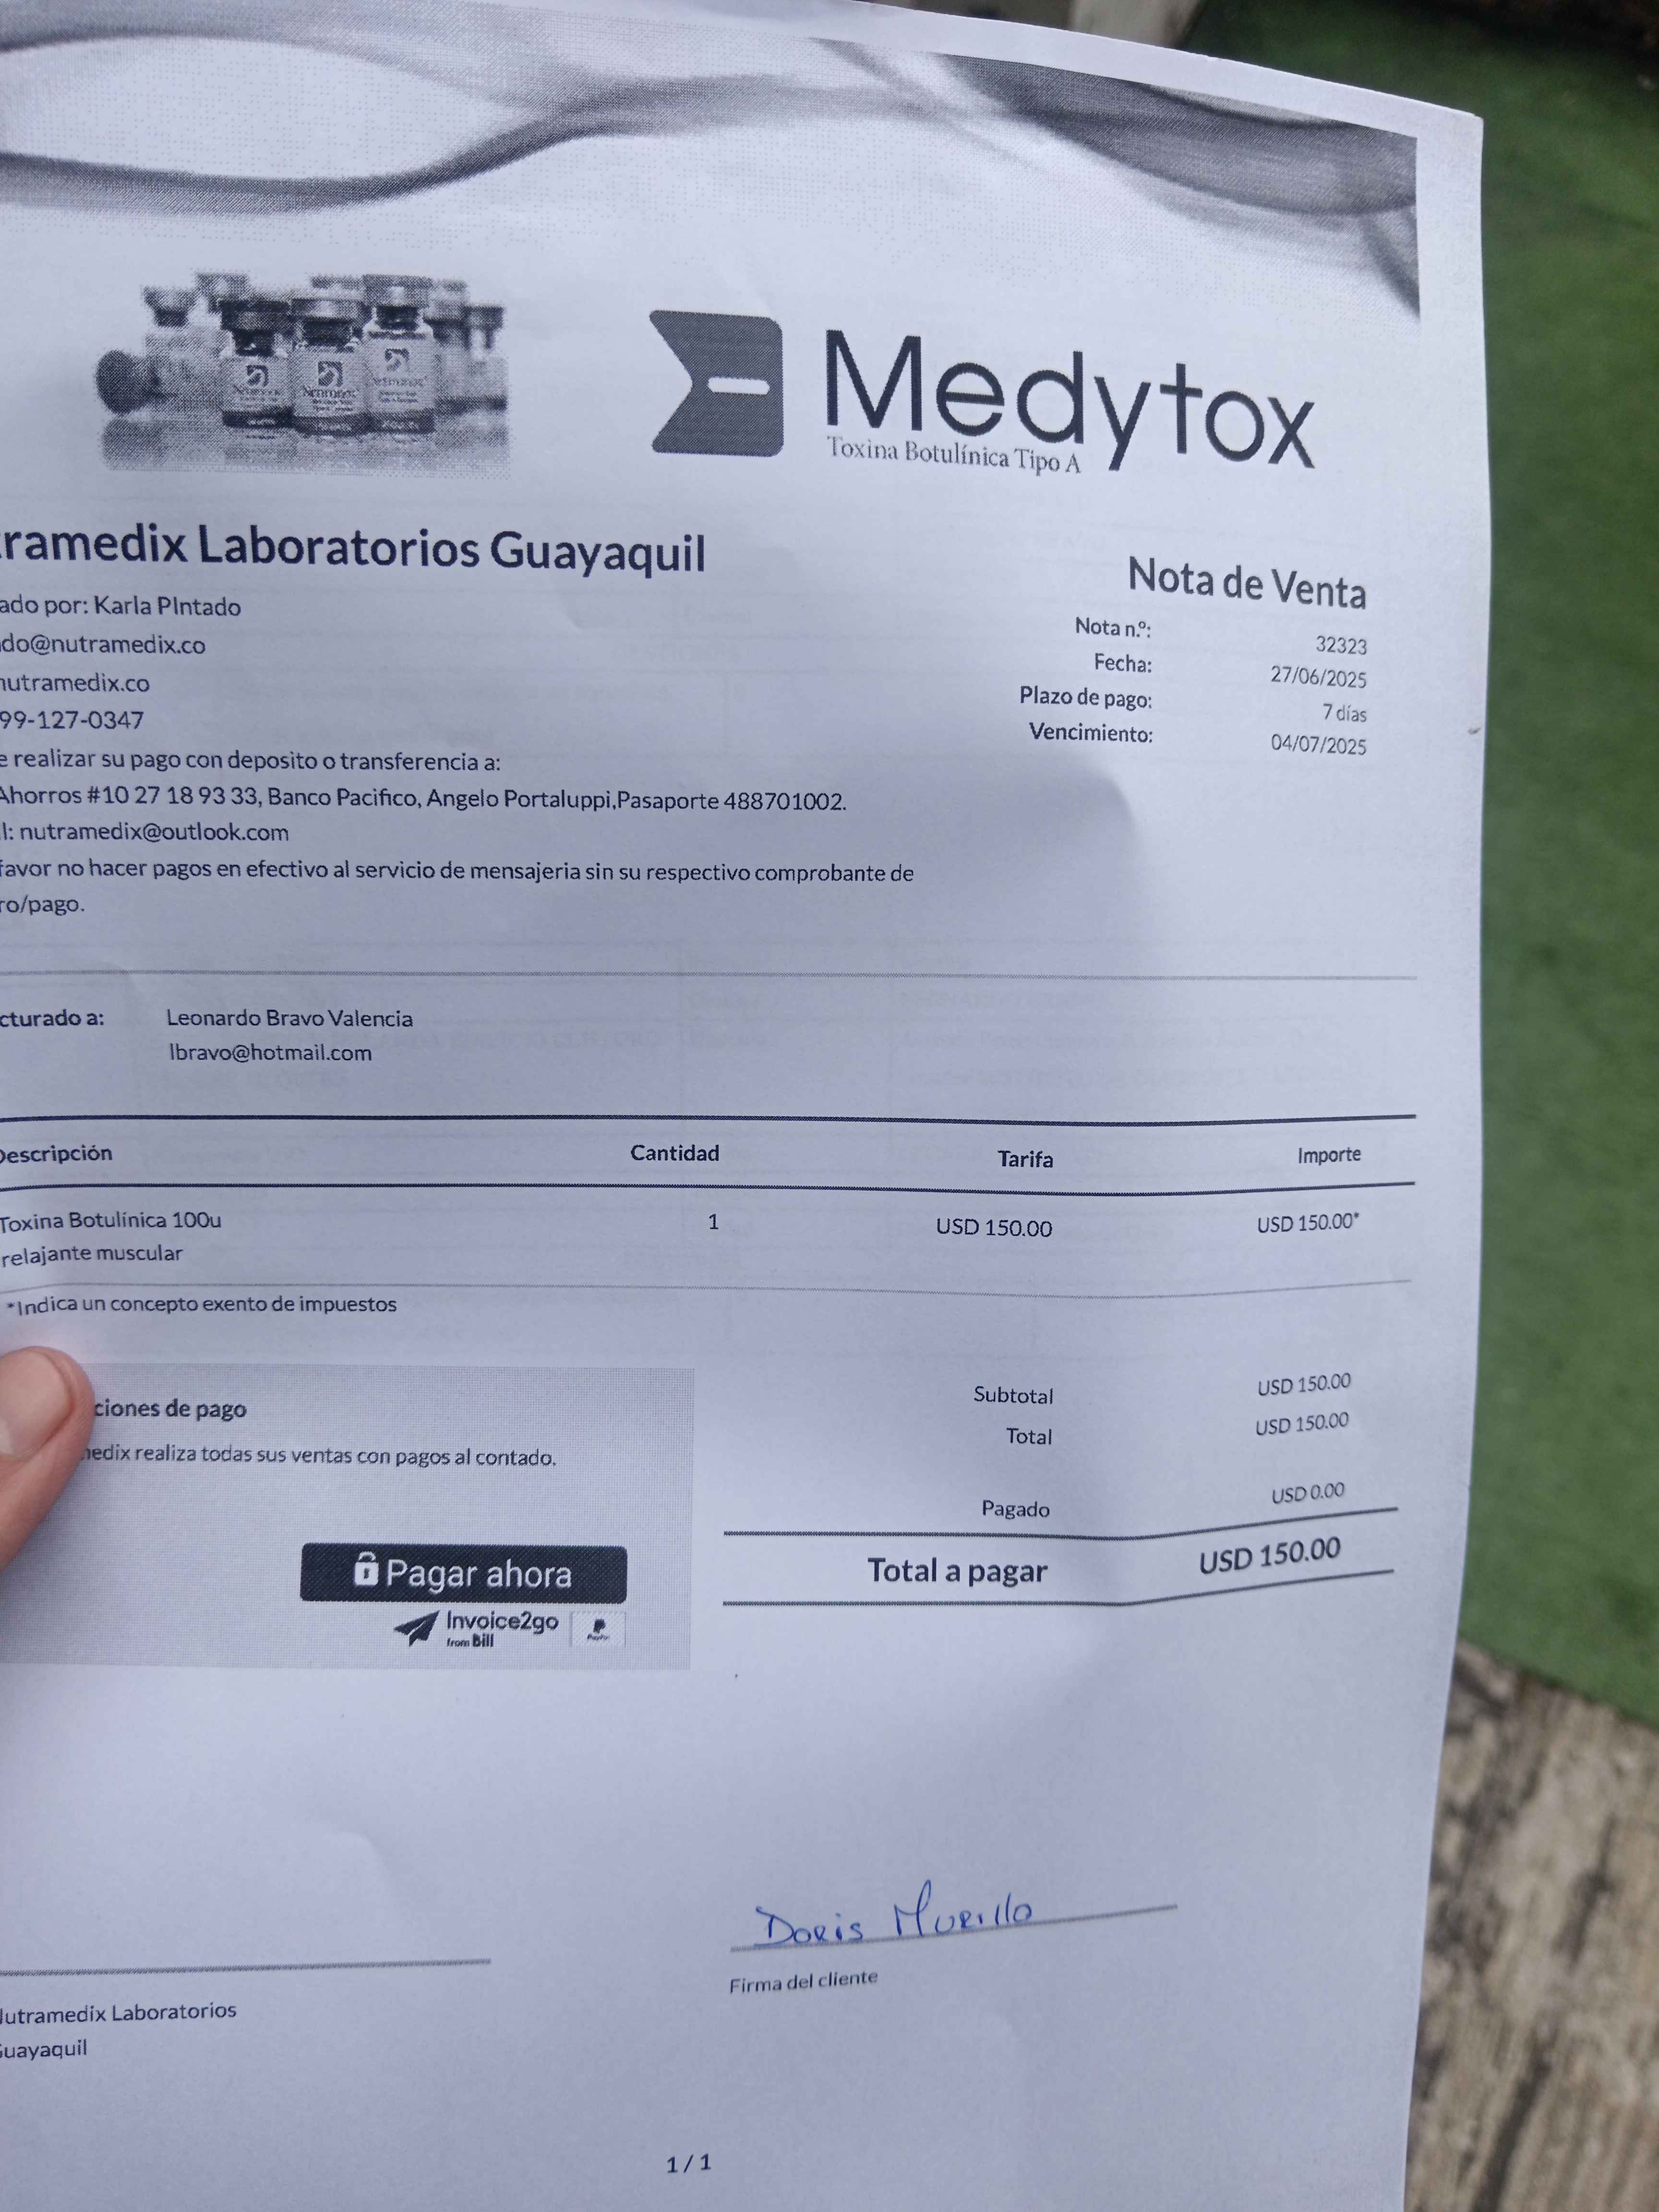 Medytox
Toxina Botulínica Tipo A
tramedix Laboratorios Guayaquil
ado por: Karla PIntado
do@nutramedix.co
nutramedix.co
99-127-0347
e realizar su pago con deposito o transferencia a:
Ahorros #10 27 18 93 33, Banco Pacifico, Angelo Portaluppi,Pasaporte 488701002.
l: nutramedix@outlook.com
favor no hacer pagos en efectivo al servicio de mensajeria sin su respectivo comprobante de
ro/pago.
Nota de Venta
Nota n.º: 32323
Fecha: 27/06/2025
Plazo de pago: 7 días
Vencimiento: 04/07/2025
cturado a: Leonardo Bravo Valencia
lbravo@hotmail.com
Descripción Cantidad Tarifa Importe
Toxina Botulínica 100u 1 USD 150.00 USD 150.00*
relajante muscular
*Indica un concepto exento de impuestos
ciones de pago
medix realiza todas sus ventas con pagos al contado.
Pagar ahora
Invoice2go
from Bill
PayPal
Subtotal USD 150.00
Total USD 150.00
Pagado USD 0.00
Total a pagar USD 150.00
Doris Murillo
Firma del cliente
Nutramedix Laboratorios
Guayaquil
1 / 1